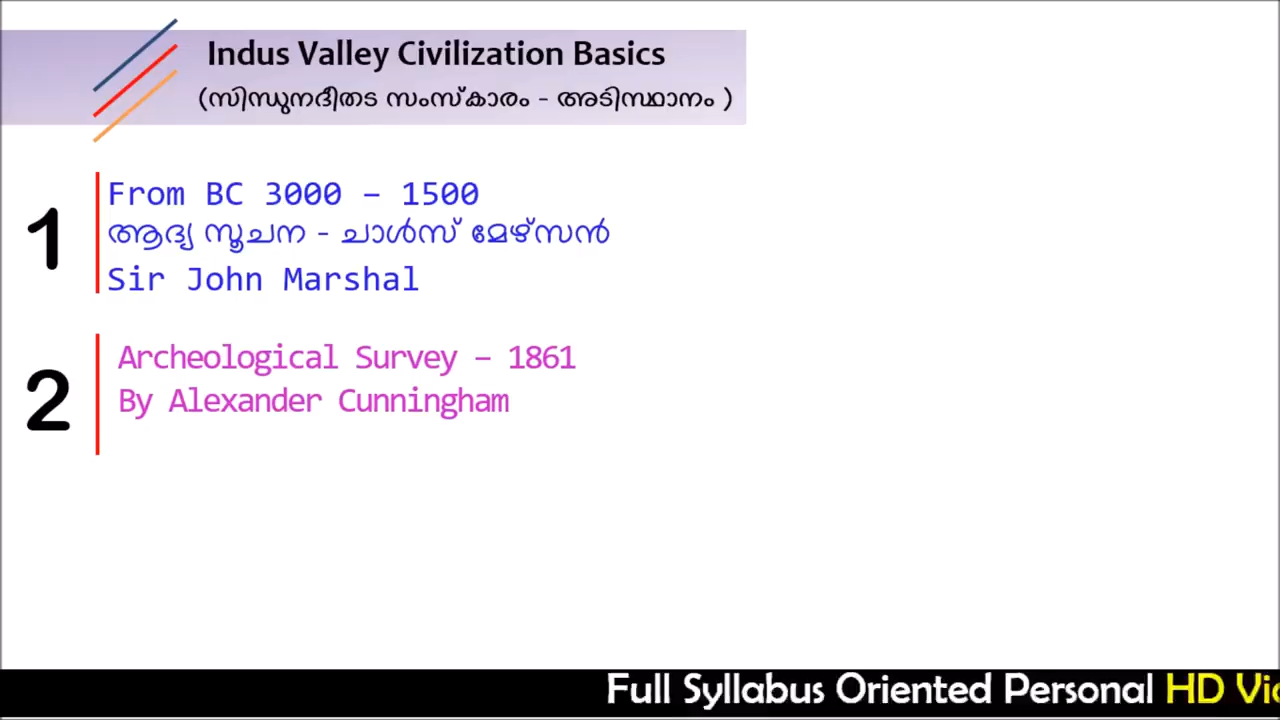 Indus Valley Civilization Basics
(സിന്ധുനദീതട സംസ്കാരം - അടിസ്ഥാനം )
1
From BC 3000 – 1500
ആദ്യ സൂചന - ചാൾസ് മേഴ്സൻ
Sir John Marshal
2
Archeological Survey – 1861
By Alexander Cunningham
Full Syllabus Oriented Personal HD